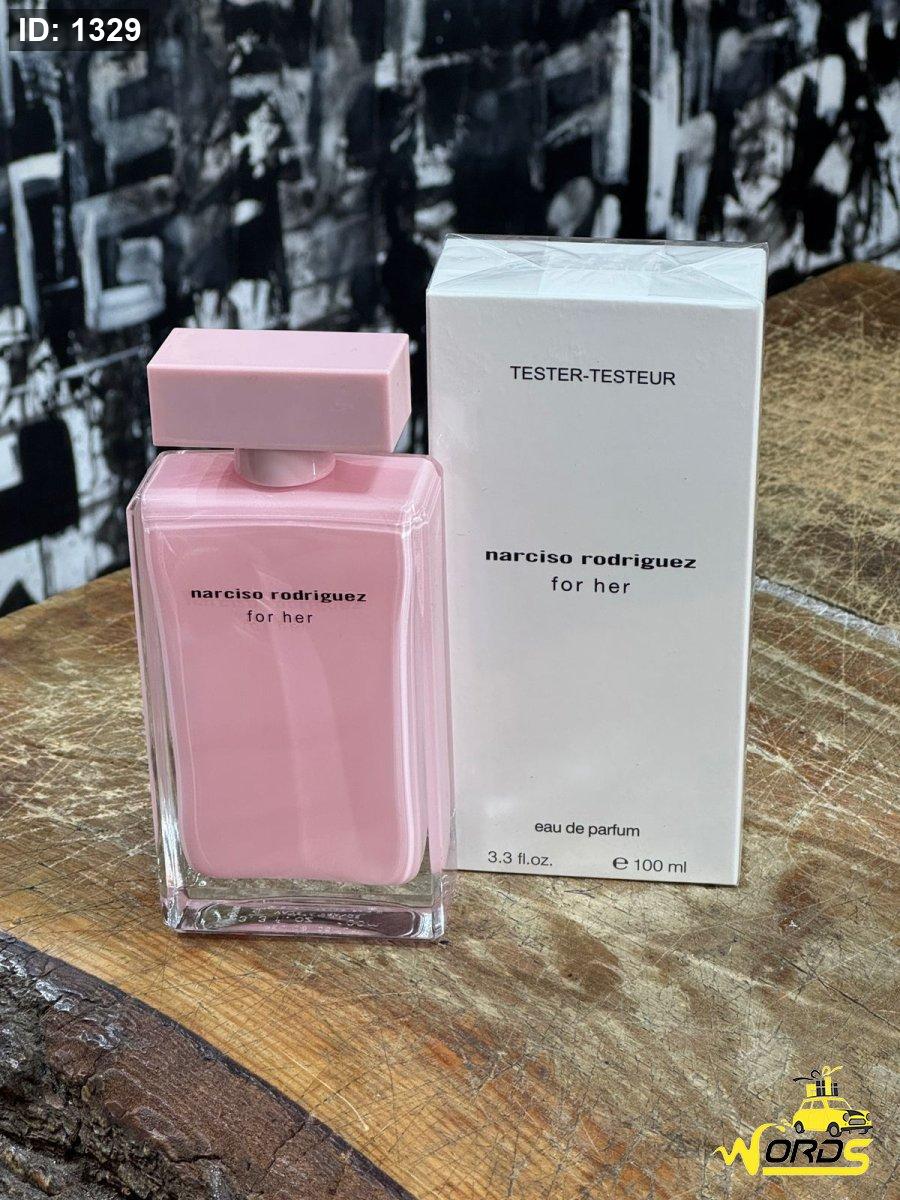 ID: 1329
TESTER-TESTEUR
narciso rodriguez
for her
narciso rodriguez
for her
eau de parfum
3.3 fl.oz. ℮ 100 ml
WORDS